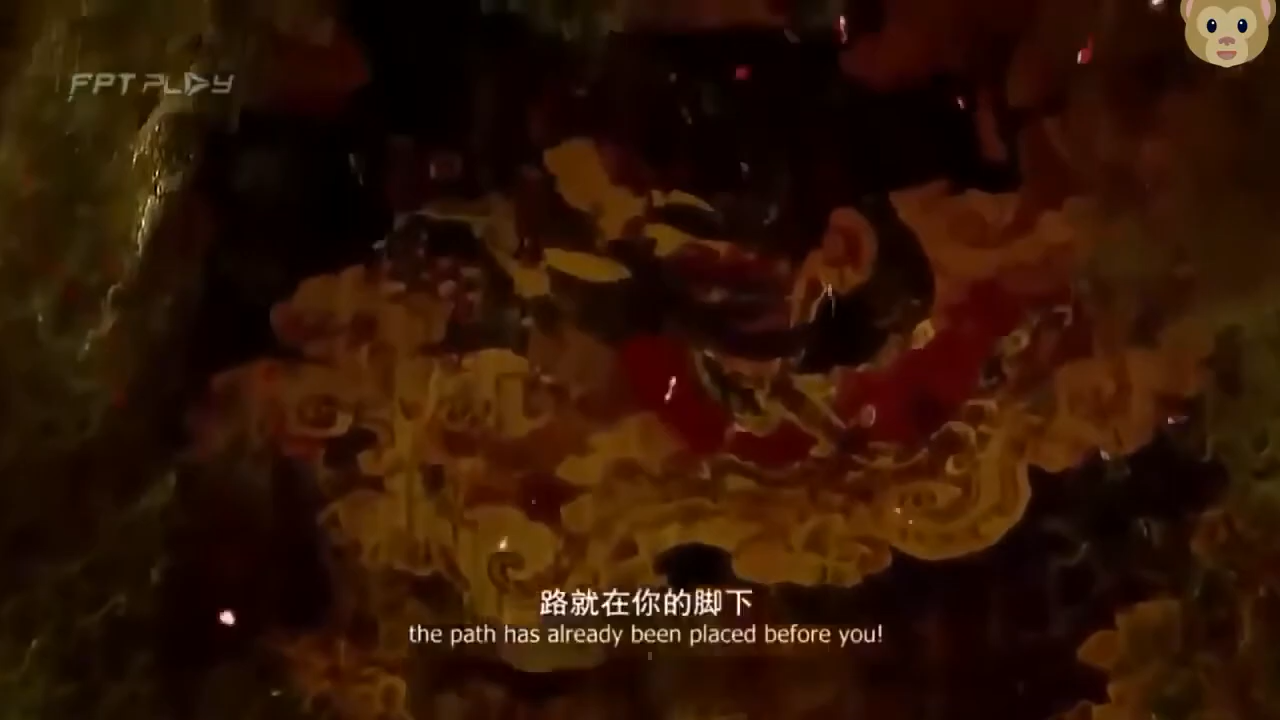 FPT PLAY
路就在你的脚下
the path has already been placed before you!